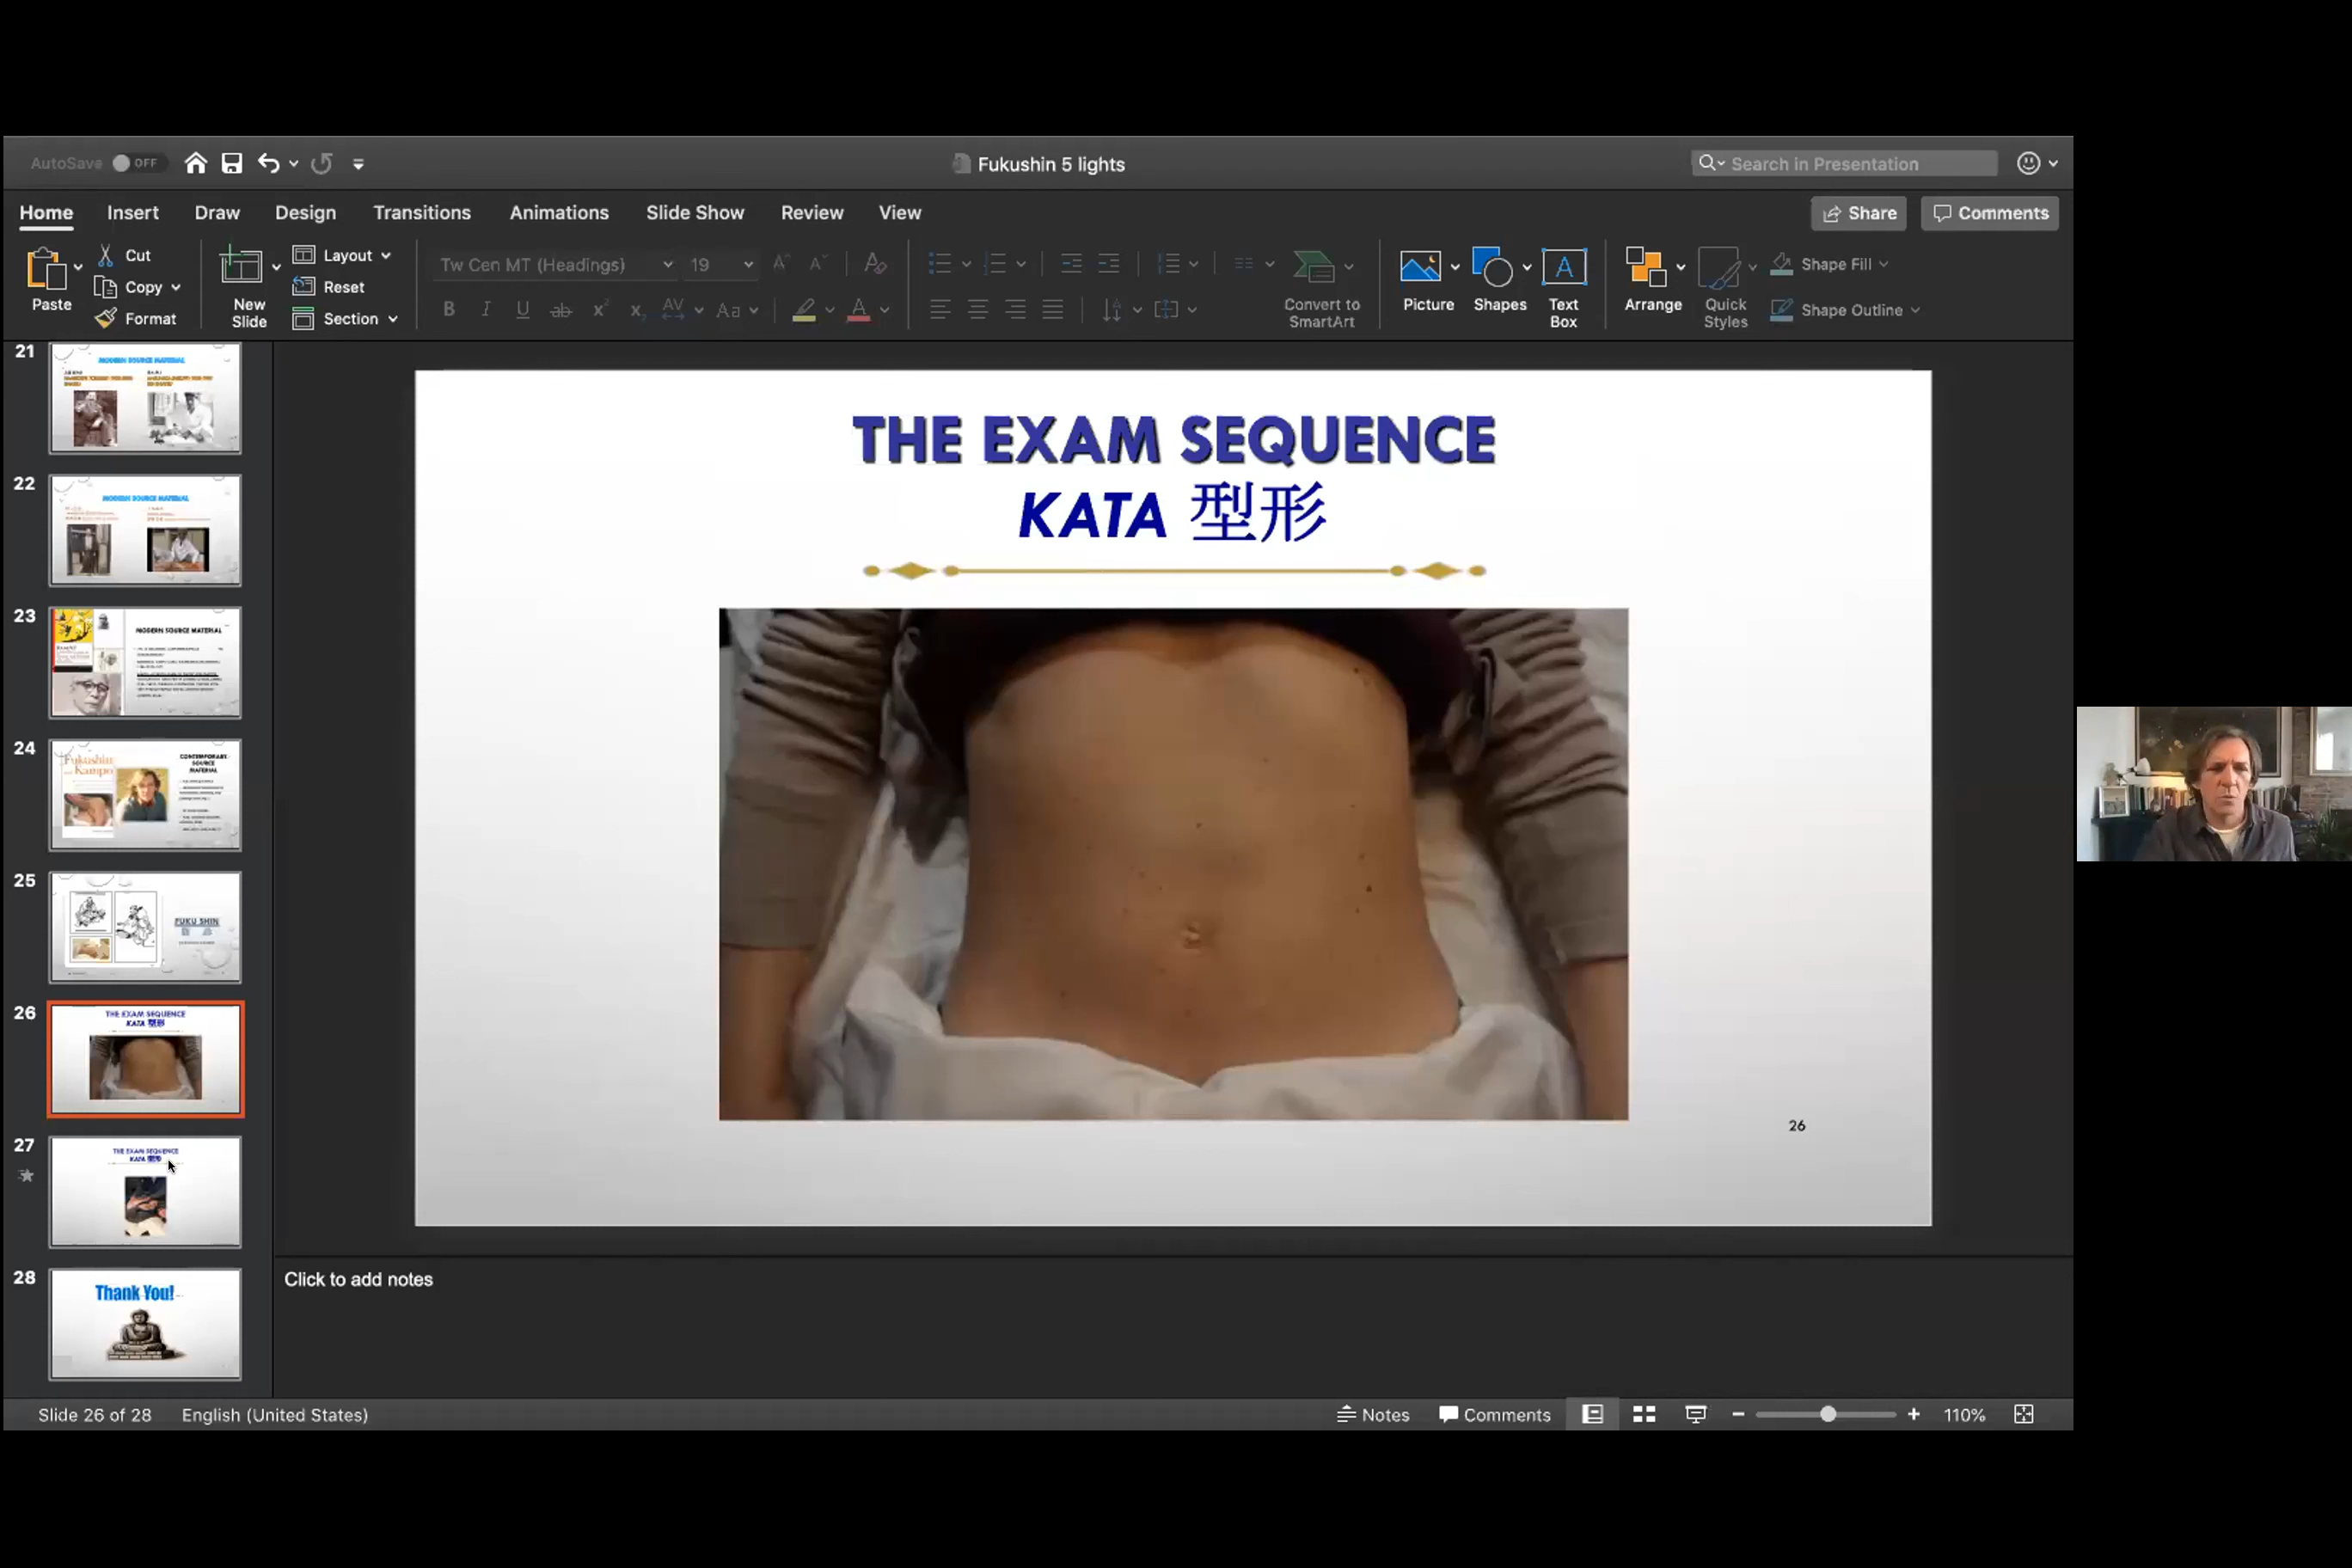 AutoSave OFF
Fukushin 5 lights
Search in Presentation
Home Insert Draw Design Transitions Animations Slide Show Review View
Share Comments
Paste
Cut
Copy
Format
New Slide
Layout
Reset
Section
Tw Cen MT (Headings) 19
B I U ab x² x₂ AV Aa A
Convert to SmartArt
Picture
Shapes
A
Text Box
Arrange
Quick Styles
Shape Fill
Shape Outline
21
MODERN SOURCE MATERIAL
22
MODERN SOURCE MATERIAL
23
MODERN SOURCE MATERIAL
24
Fukushin
Kampo
CONTEMPORARY SOURCE MATERIAL
25
FUKU SHIN
26
THE EXAM SEQUENCE
KATA 型形
27
THE EXAM SEQUENCE
KATA 型形
28
Thank You!
THE EXAM SEQUENCE
KATA 型形
26
Click to add notes
Slide 26 of 28
English (United States)
Notes
Comments
110%